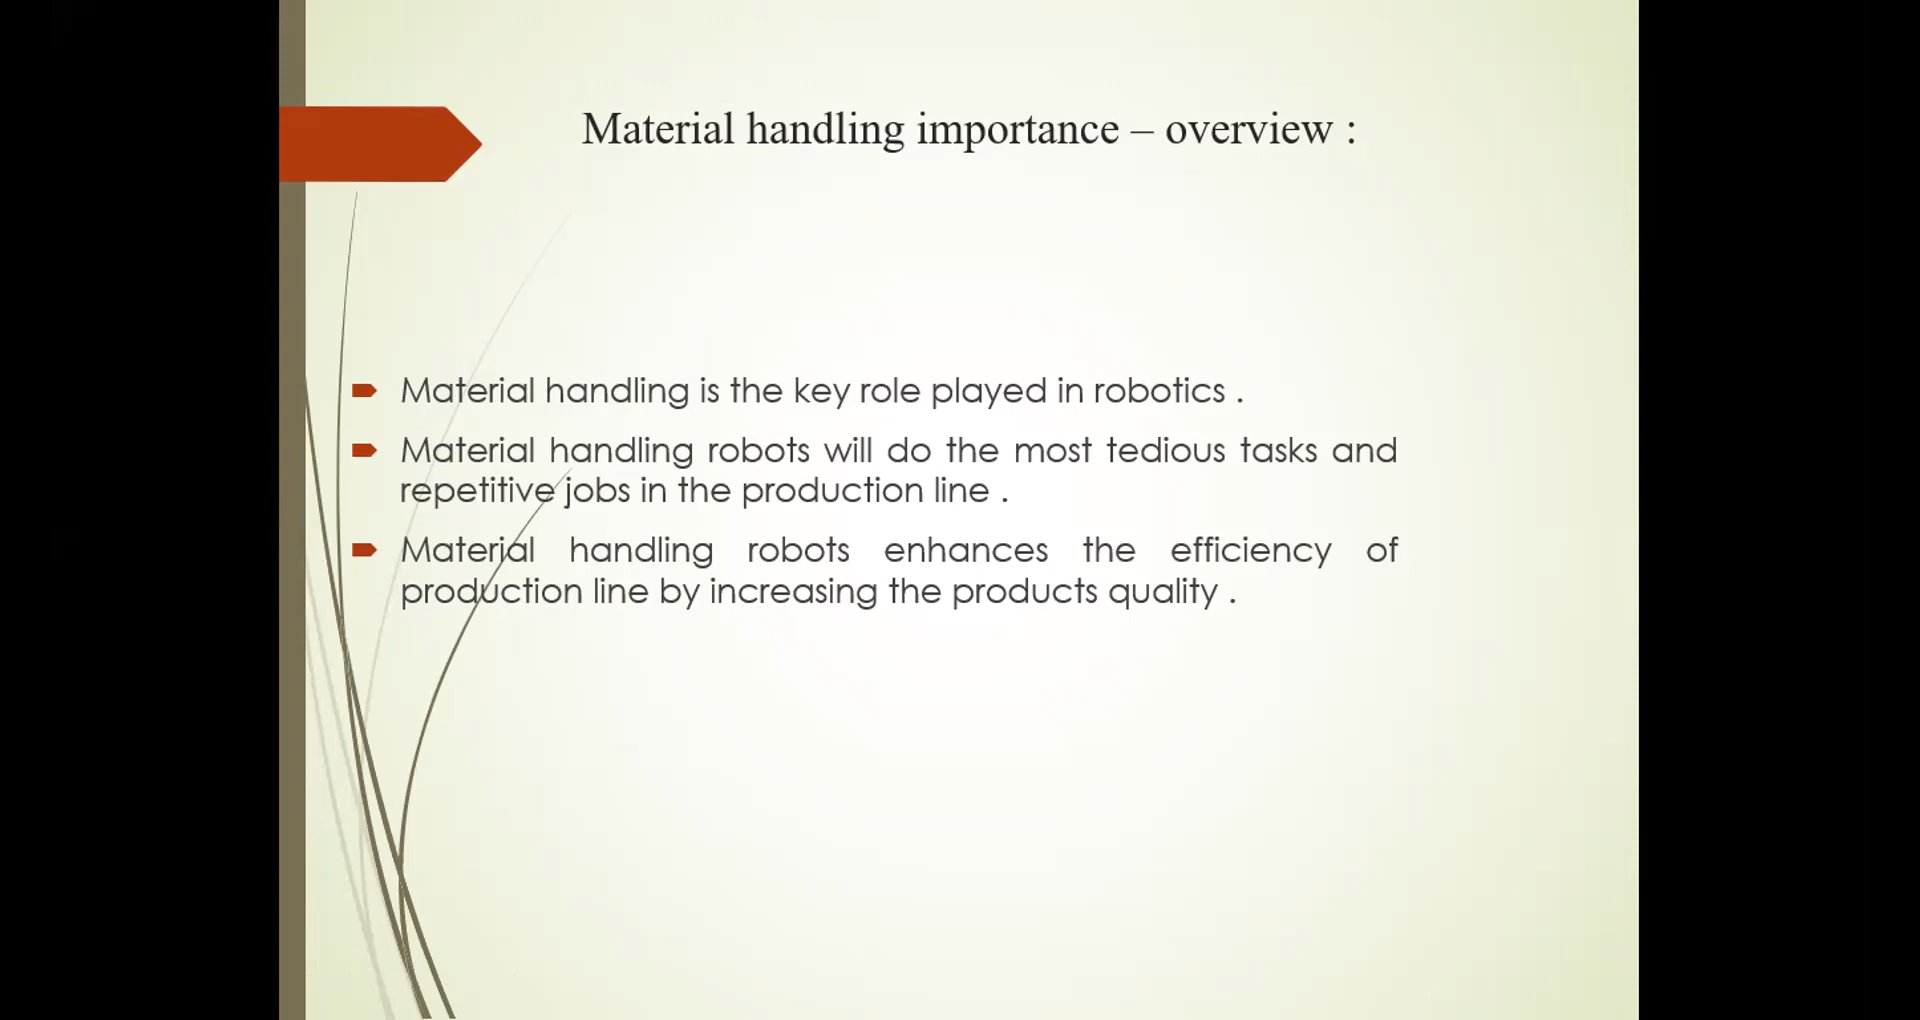 Material handling importance – overview :
Material handling is the key role played in robotics .
Material handling robots will do the most tedious tasks and
repetitive jobs in the production line .
Material handling robots enhances the efficiency of
production line by increasing the products quality .